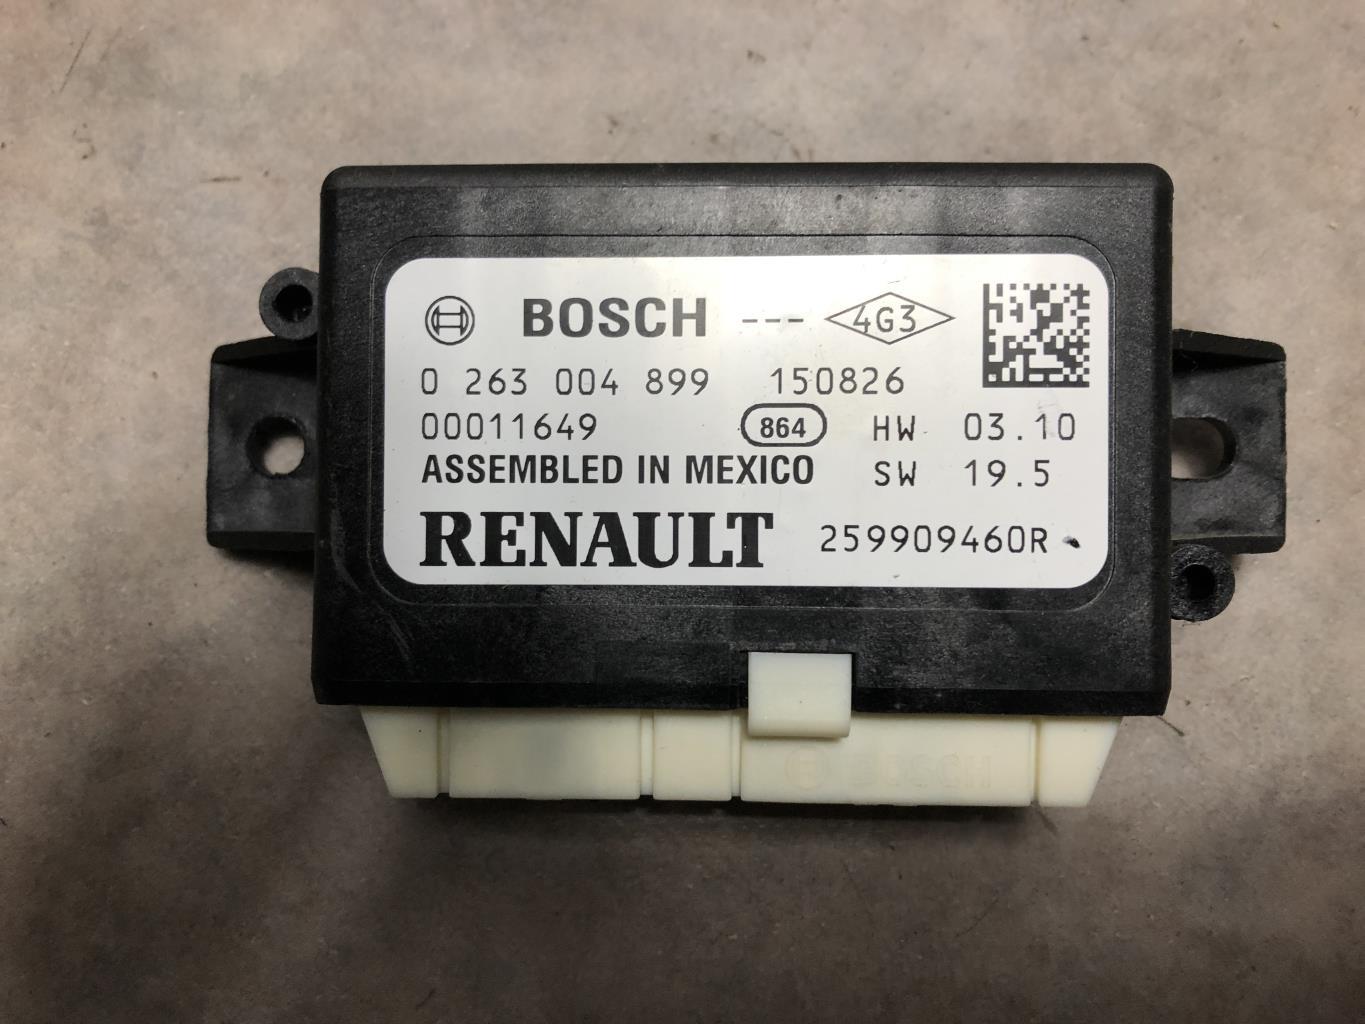 BOSCH --- 4G3
0 263 004 899 150826
00011649 864 HW 03.10
ASSEMBLED IN MEXICO SW 19.5
RENAULT 259909460R
BOSCH